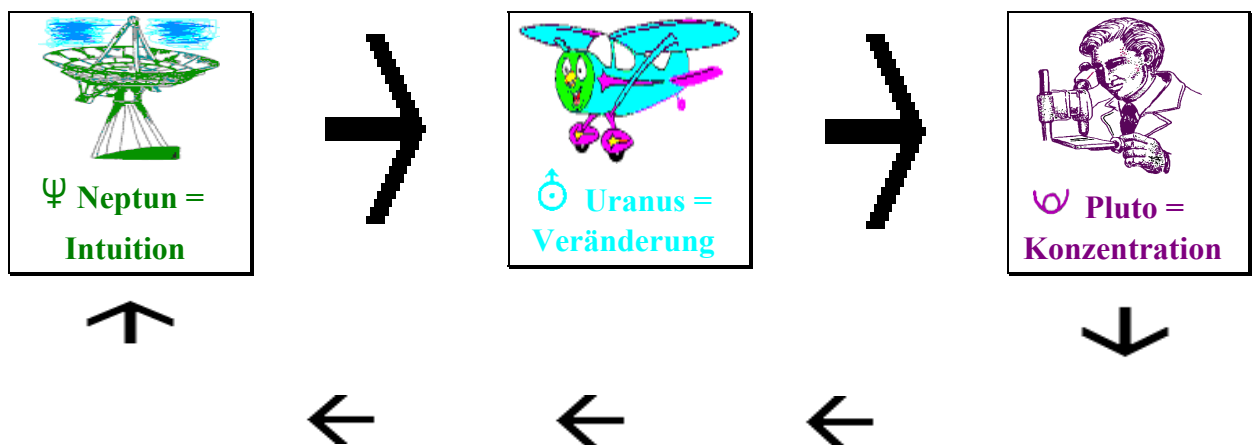 ♆ Neptun =
Intuition
⛢ Uranus =
Veränderung
Pluto =
Konzentration